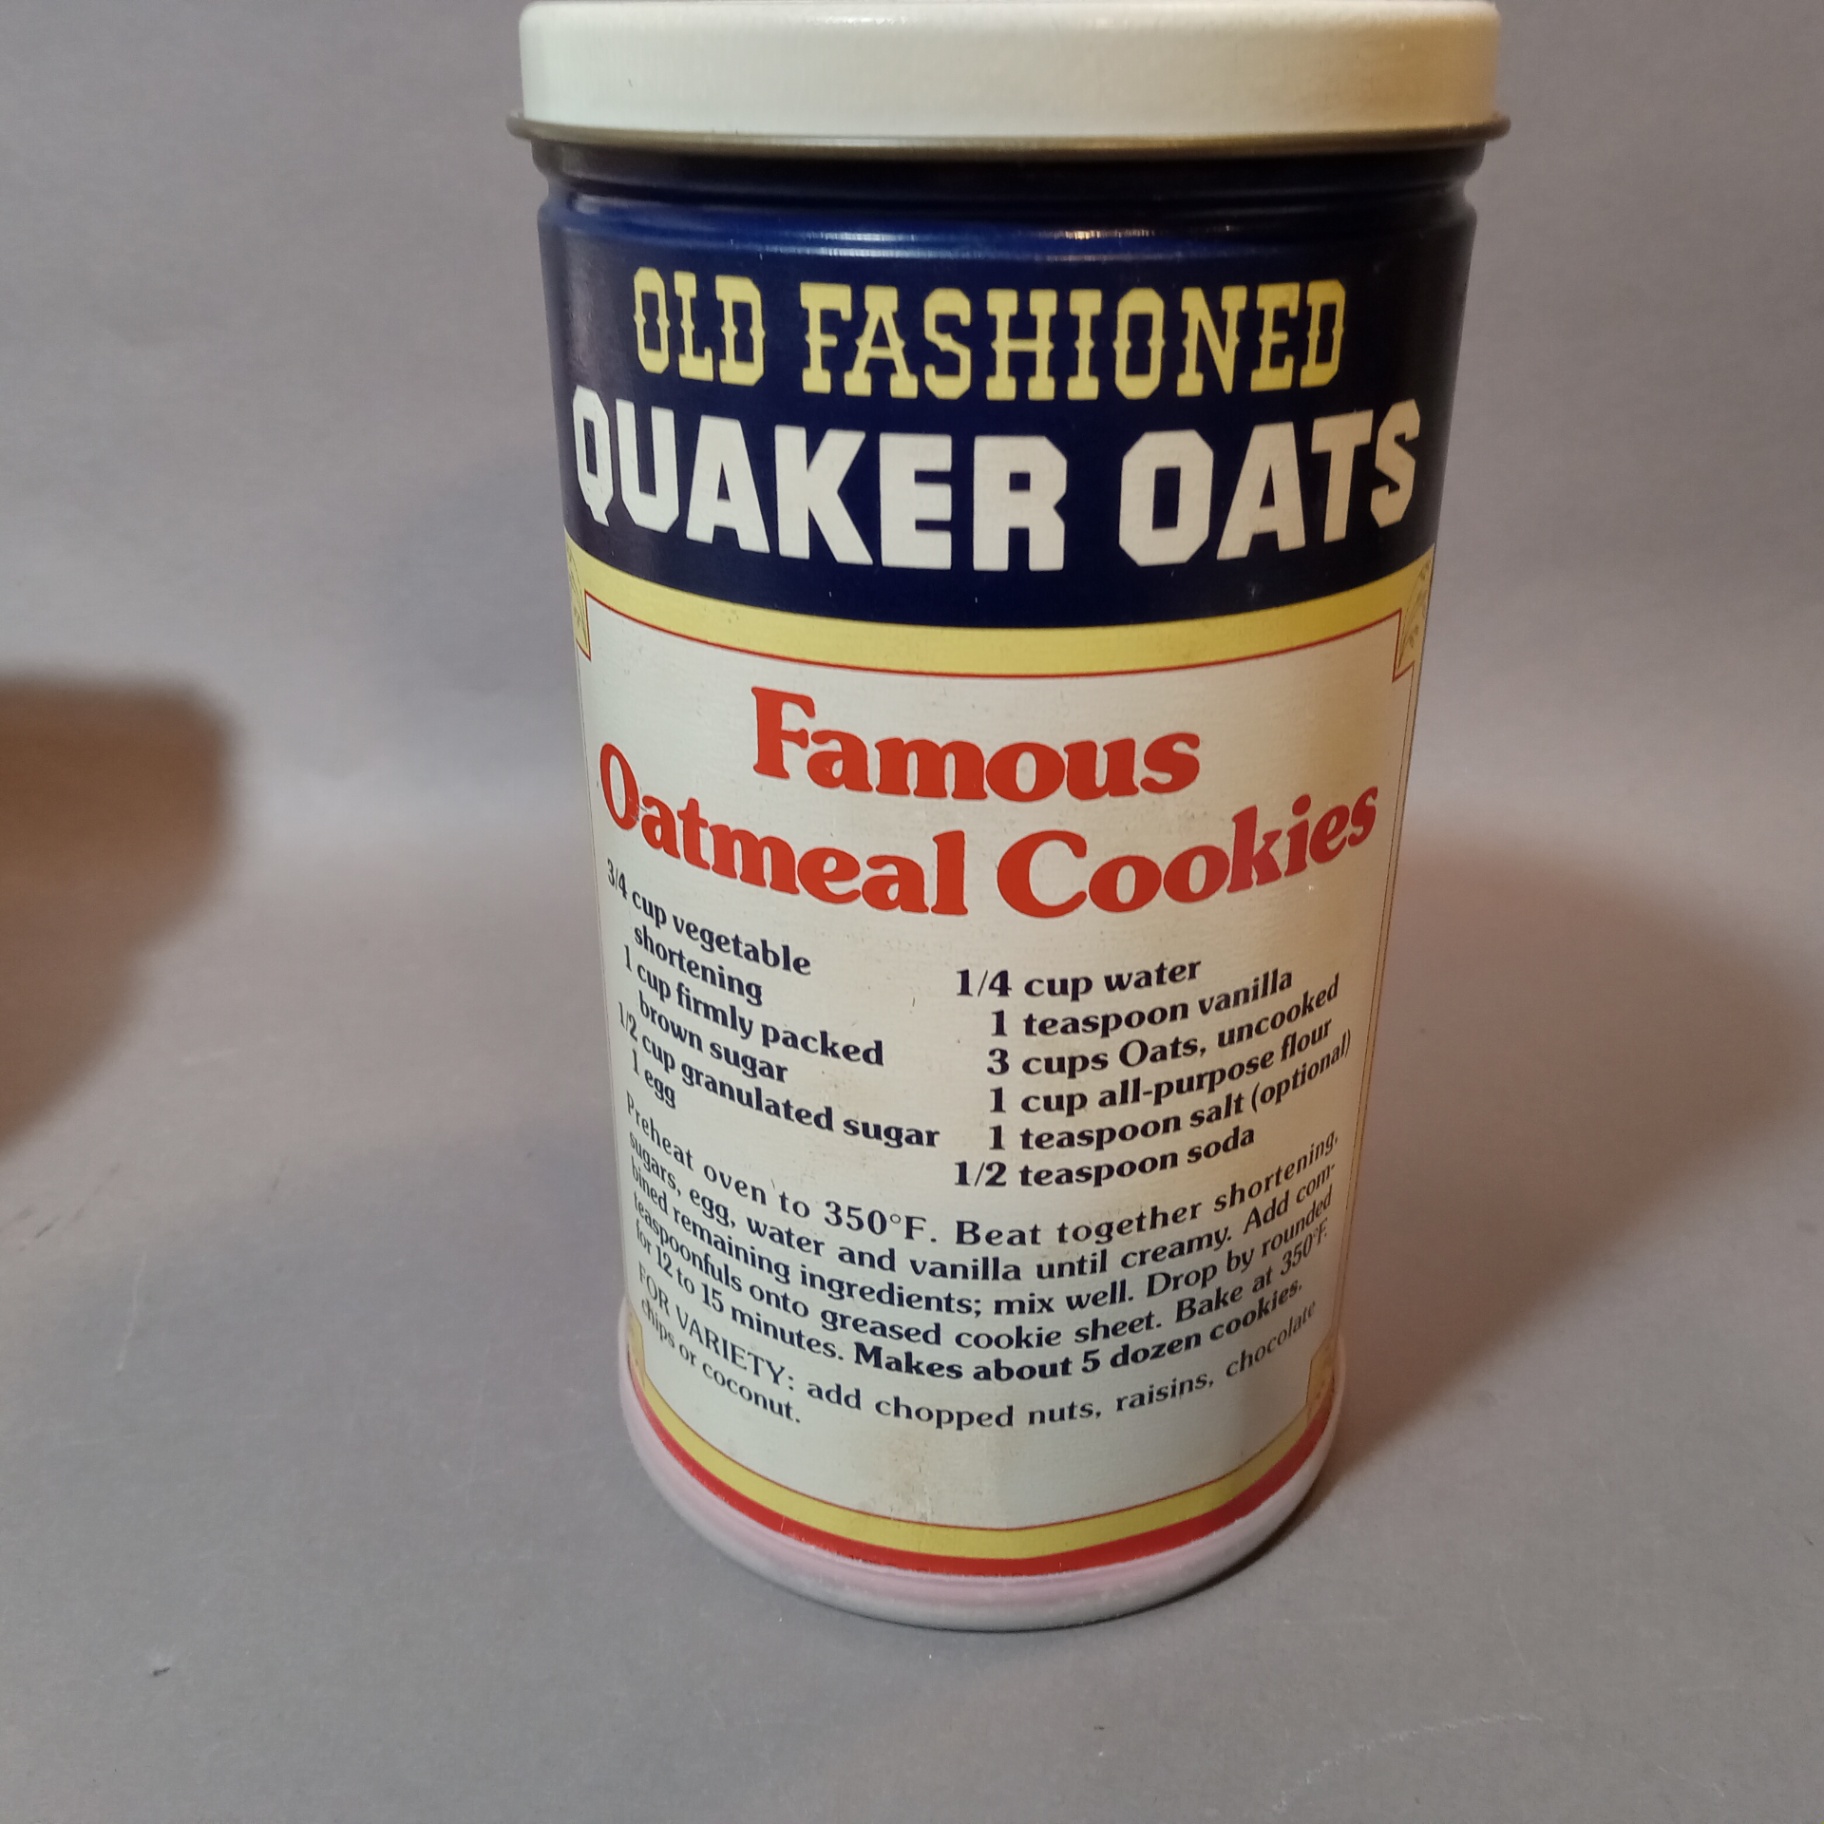 OLD FASHIONED
QUAKER OATS
Famous
Oatmeal Cookies
3/4 cup vegetable
shortening
1 cup firmly packed
brown sugar
1/2 cup granulated sugar
1 egg
1/4 cup water
1 teaspoon vanilla
3 cups Oats, uncooked
1 cup all-purpose flour
1 teaspoon salt (optional)
1/2 teaspoon soda
Preheat oven to 350°F. Beat together shortening,
sugars, egg, water and vanilla until creamy. Add com-
bined remaining ingredients; mix well. Drop by rounded
teaspoonfuls onto greased cookie sheet. Bake at 350°F.
for 12 to 15 minutes. Makes about 5 dozen cookies.
FOR VARIETY: add chopped nuts, raisins, chocolate
chips or coconut.